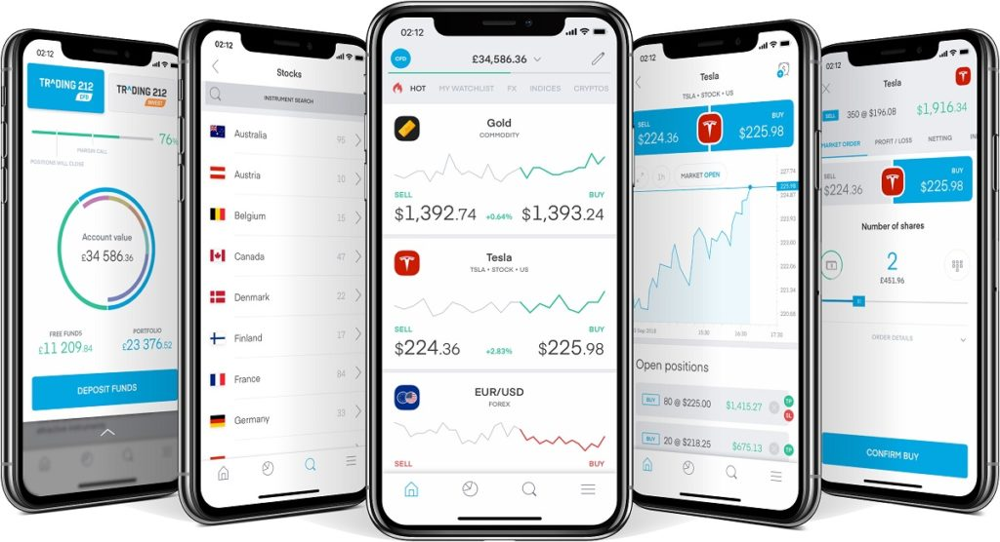 02:12
TRADING 212
CFD
TRADING 212
INVEST
76%
MARGIN CALL
POSITIONS WILL CLOSE
Account value
£34 586.36
FREE FUNDS
£11 209.84
PORTFOLIO
£23 376.52
DEPOSIT FUNDS
02:12
Stocks
INSTRUMENT SEARCH
Australia 95
Austria 10
Belgium
Canada 47
Denmark 22
Finland 17
France 84
Germany 33
02:12
CFD £34,586.36
HOT MY WATCHLIST FX INDICES CRYPTOS
Gold
COMMODITY
SELL BUY
$1,392.74 +0.64% $1,393.24
Tesla
TSLA • STOCK • US
SELL BUY
$224.36 +2.83% $225.98
EUR/USD
FOREX
SELL BUY
02:12
Tesla
TSLA • STOCK • US
SELL BUY
$224.36 $225.98
1h MARKET OPEN
227.74
225.98
224.87
223.00
222.80
221.80
220.65
Sep 2018 15:30 16:30 17:30
Open positions
BUY 80 @ $225.00 $1,415.27 TP
SL
BUY 20 @ $218.25 $675.13 TP
02:12
Tesla
SELL 350 @ $196.08 $1,916.34
MARKET ORDER PROFIT / LOSS NETTING
SELL BUY
$224.36 $225.98
Number of shares
2
£451.96
ORDER DETAILS
CONFIRM BUY